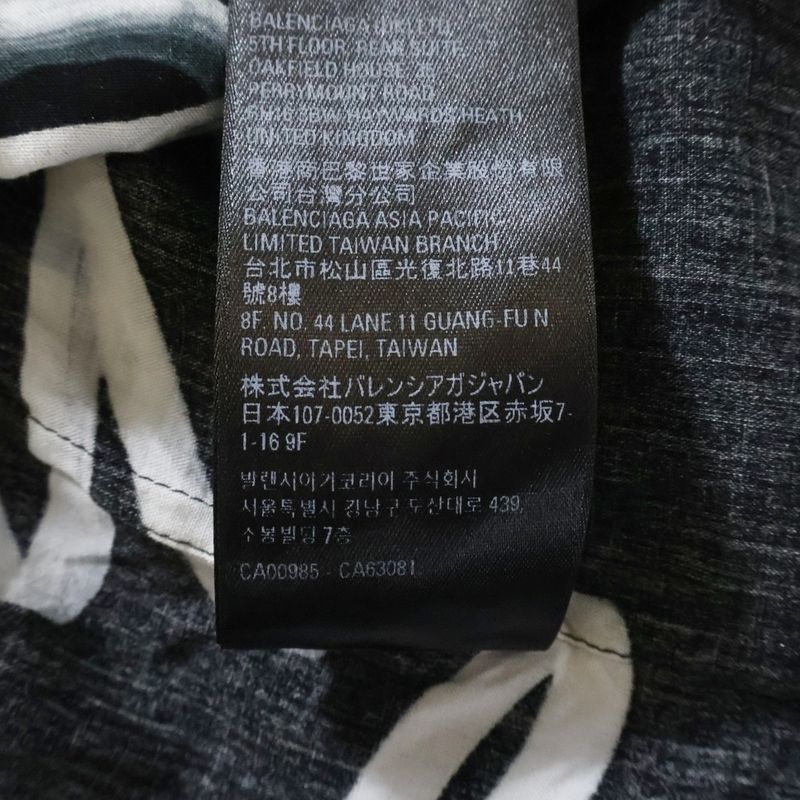 BALENCIAGA UK LTD
5TH FLOOR, REAR SUITE,
OAKFIELD HOUSE, 35
PERRYMOUNT ROAD,
RH16 3BW, HAYWARDS HEATH
UNITED KINGDOM
香港商巴黎世家企業股份有限
公司台灣分公司
BALENCIAGA ASIA PACIFIC
LIMITED TAIWAN BRANCH
台北市松山區光復北路11巷44
號8樓
8F. NO. 44 LANE 11 GUANG-FU N.
ROAD, TAPEI, TAIWAN
株式会社バレンシアガジャパン
日本107-0052東京都港区赤坂7-
1-16 9F
발렌시아가코리아 주식회사
서울특별시 강남구 도산대로 439,
소봉빌딩 7층
CA00985 - CA63081